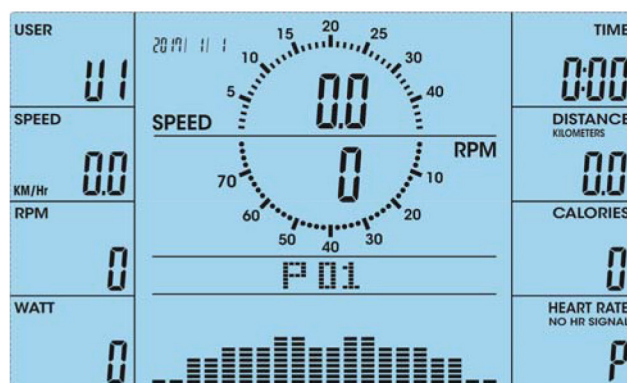 USER
U1
SPEED
KM/Hr 0.0
RPM
0
WATT
0
2017/ 1/ 1
5 10 15 20 25 30 40
SPEED
0.0
0
RPM
70 60 50 40 30 20 10
P01
TIME
0:00
DISTANCE
KILOMETERS
0.0
CALORIES
0
HEART RATE
NO HR SIGNAL
P